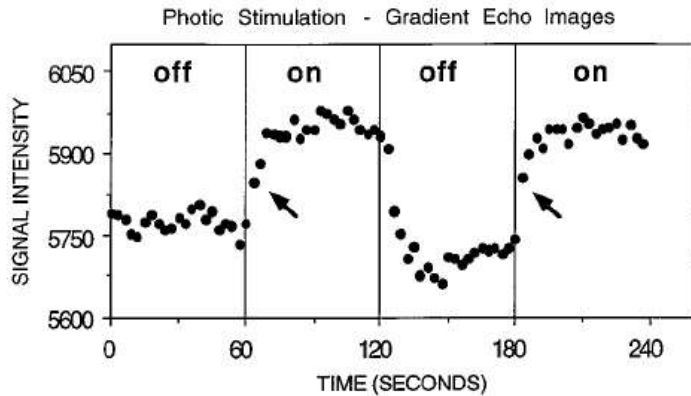 Photic Stimulation - Gradient Echo Images
off on off on
6050
5900
5750
5600
SIGNAL INTENSITY
0 60 120 180 240
TIME (SECONDS)